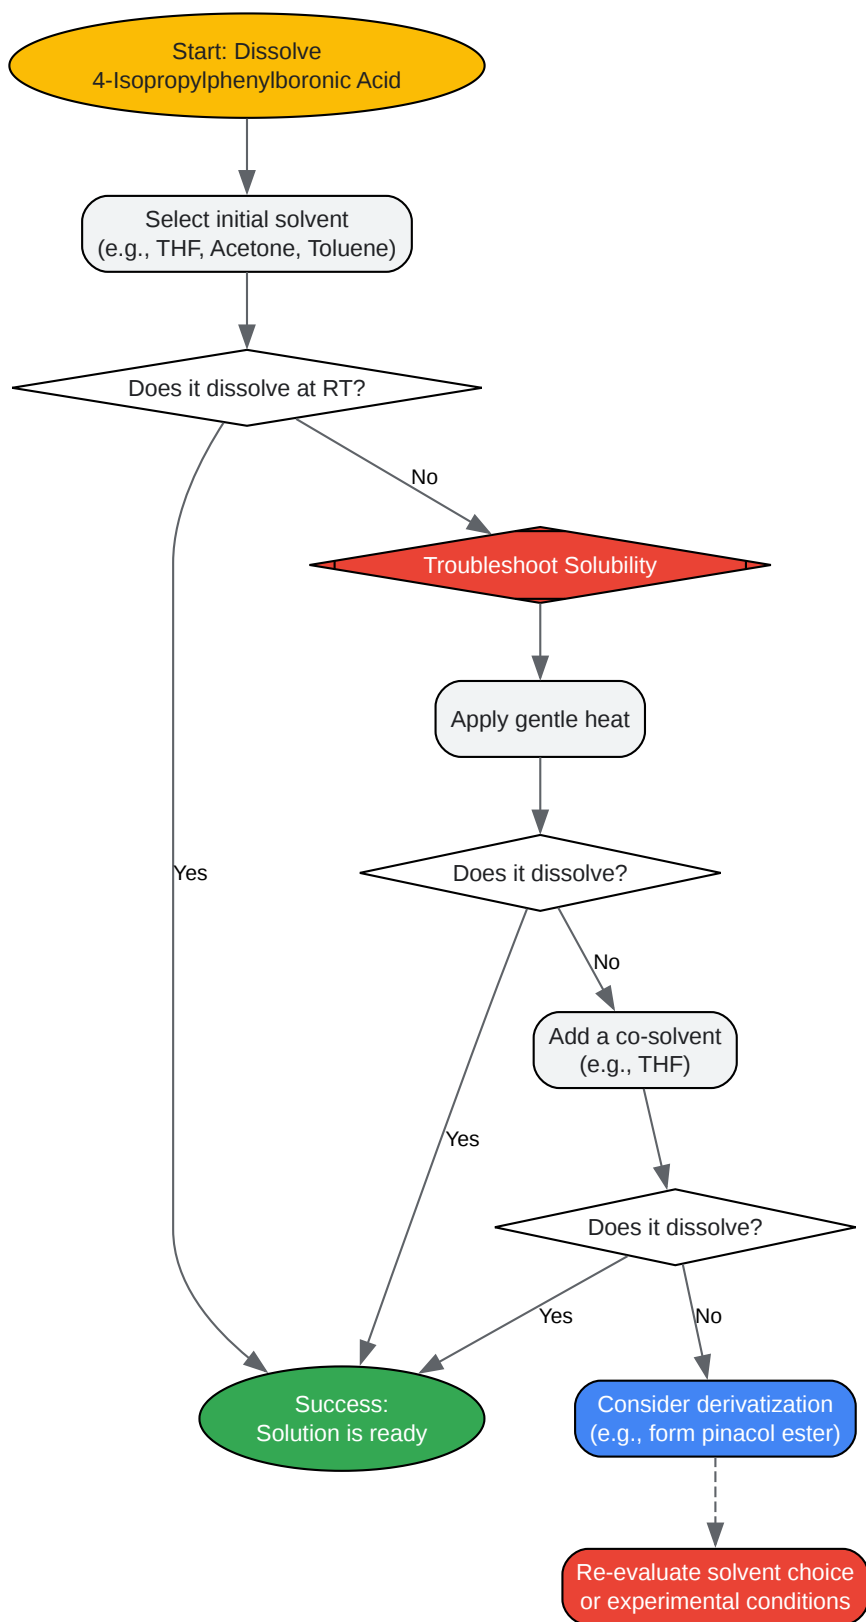 Start: Dissolve
4-Isopropylphenylboronic Acid
Select initial solvent
(e.g., THF, Acetone, Toluene)
Does it dissolve at RT?
No
Troubleshoot Solubility
Apply gentle heat
Yes
Does it dissolve?
No
Add a co-solvent
(e.g., THF)
Yes
Does it dissolve?
Yes
No
Success:
Solution is ready
Consider derivatization
(e.g., form pinacol ester)
Re-evaluate solvent choice
or experimental conditions